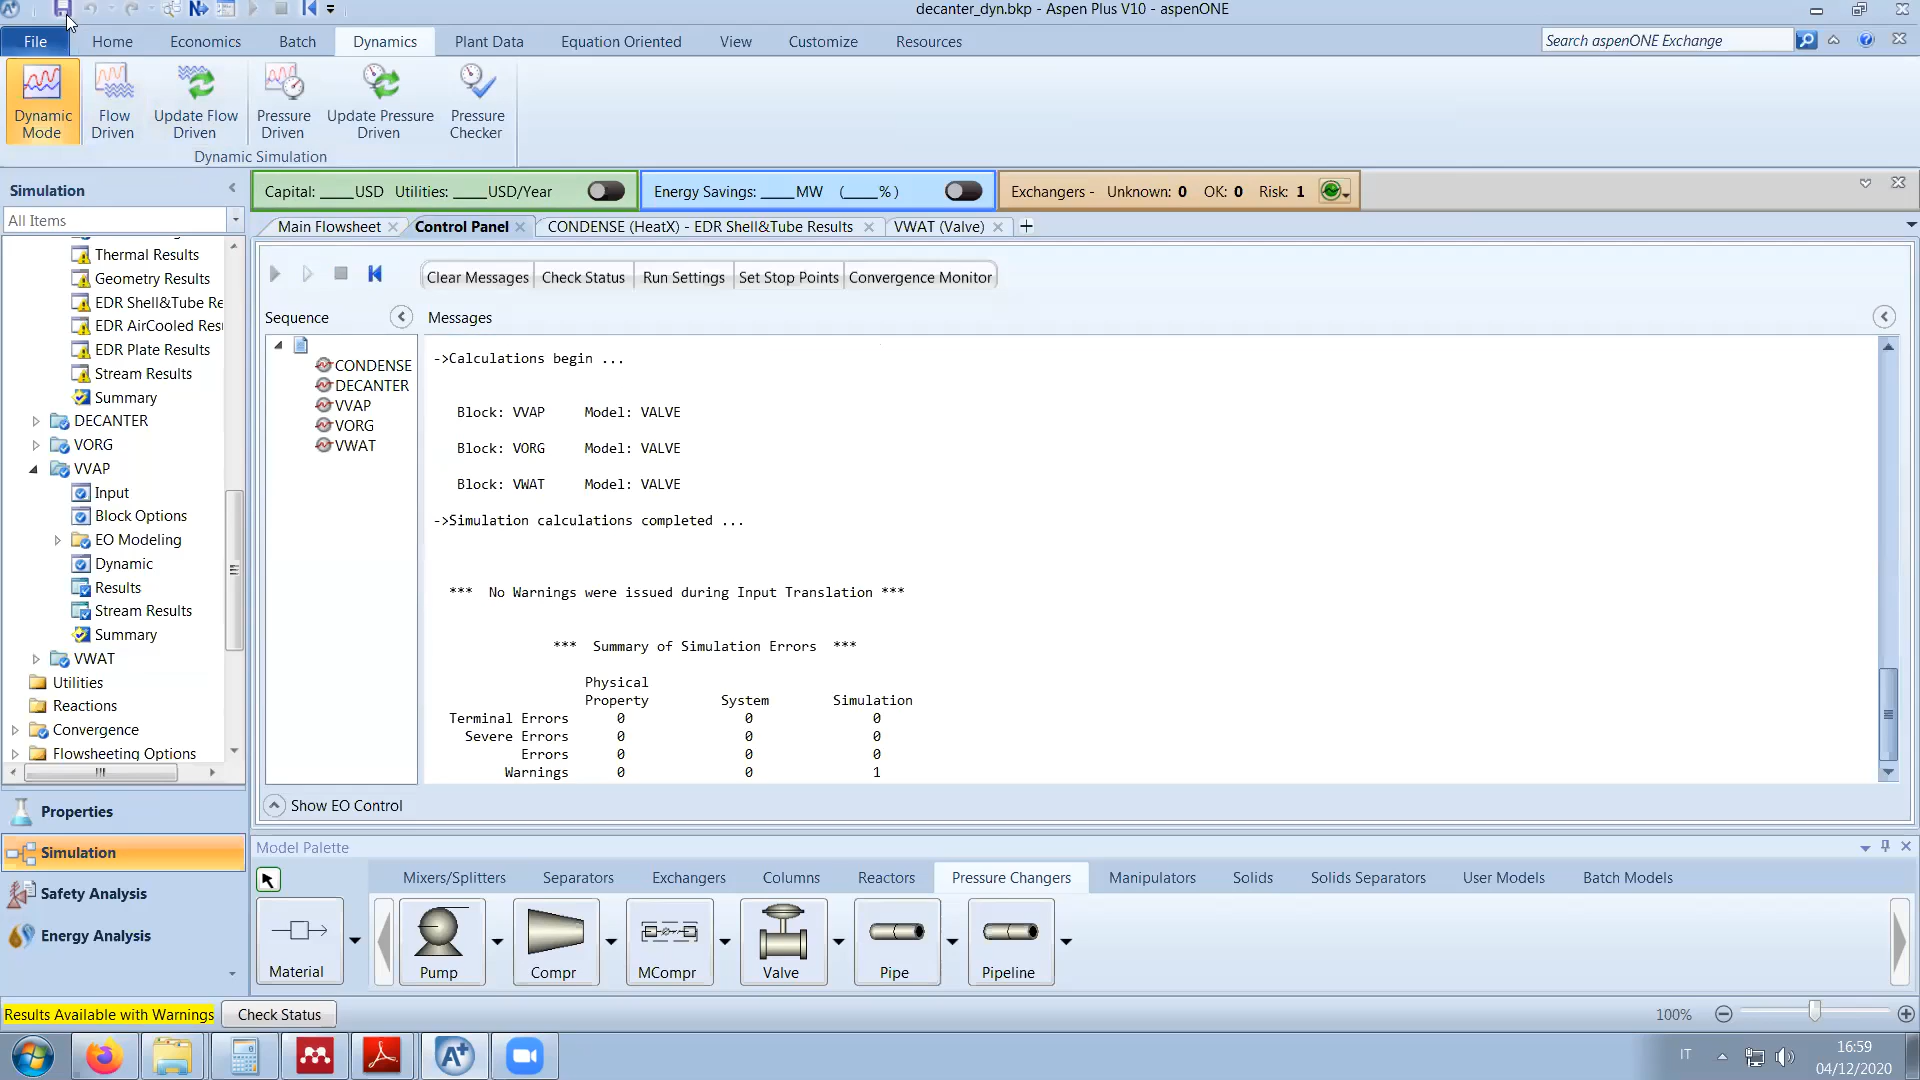 decanter_dyn.bkp - Aspen Plus V10 - aspenONE
File
Home
Economics
Batch
Dynamics
Plant Data
Equation Oriented
View
Customize
Resources
Search aspenONE Exchange
Dynamic Mode
Flow Driven
Update Flow Driven
Pressure Driven
Update Pressure Driven
Pressure Checker
Dynamic Simulation
Simulation
Capital: _____USD Utilities: _____USD/Year
Energy Savings: _____MW (_____%)
Exchangers - Unknown: 0 OK: 0 Risk: 1
All Items
Main Flowsheet
Control Panel
CONDENSE (HeatX) - EDR Shell&Tube Results
VWAT (Valve)
Thermal Results
Geometry Results
EDR Shell&Tube Re
EDR AirCooled Res
EDR Plate Results
Stream Results
Summary
DECANTER
VORG
VVAP
Input
Block Options
EO Modeling
Dynamic
Results
Stream Results
Summary
VWAT
Utilities
Reactions
Convergence
Flowsheeting Options
Clear Messages
Check Status
Run Settings
Set Stop Points
Convergence Monitor
Sequence
Messages
CONDENSE
DECANTER
VVAP
VORG
VWAT
->Calculations begin ...
Block: VVAP Model: VALVE
Block: VORG Model: VALVE
Block: VWAT Model: VALVE
->Simulation calculations completed ...
*** No Warnings were issued during Input Translation ***
*** Summary of Simulation Errors ***
Physical
Property System Simulation
Terminal Errors 0 0 0
Severe Errors 0 0 0
Errors 0 0 0
Warnings 0 0 1
Show EO Control
Properties
Simulation
Safety Analysis
Energy Analysis
Model Palette
Mixers/Splitters
Separators
Exchangers
Columns
Reactors
Pressure Changers
Manipulators
Solids
Solids Separators
User Models
Batch Models
Material
Pump
Compr
MCompr
Valve
Pipe
Pipeline
Results Available with Warnings
Check Status
100%
IT
16:59
04/12/2020